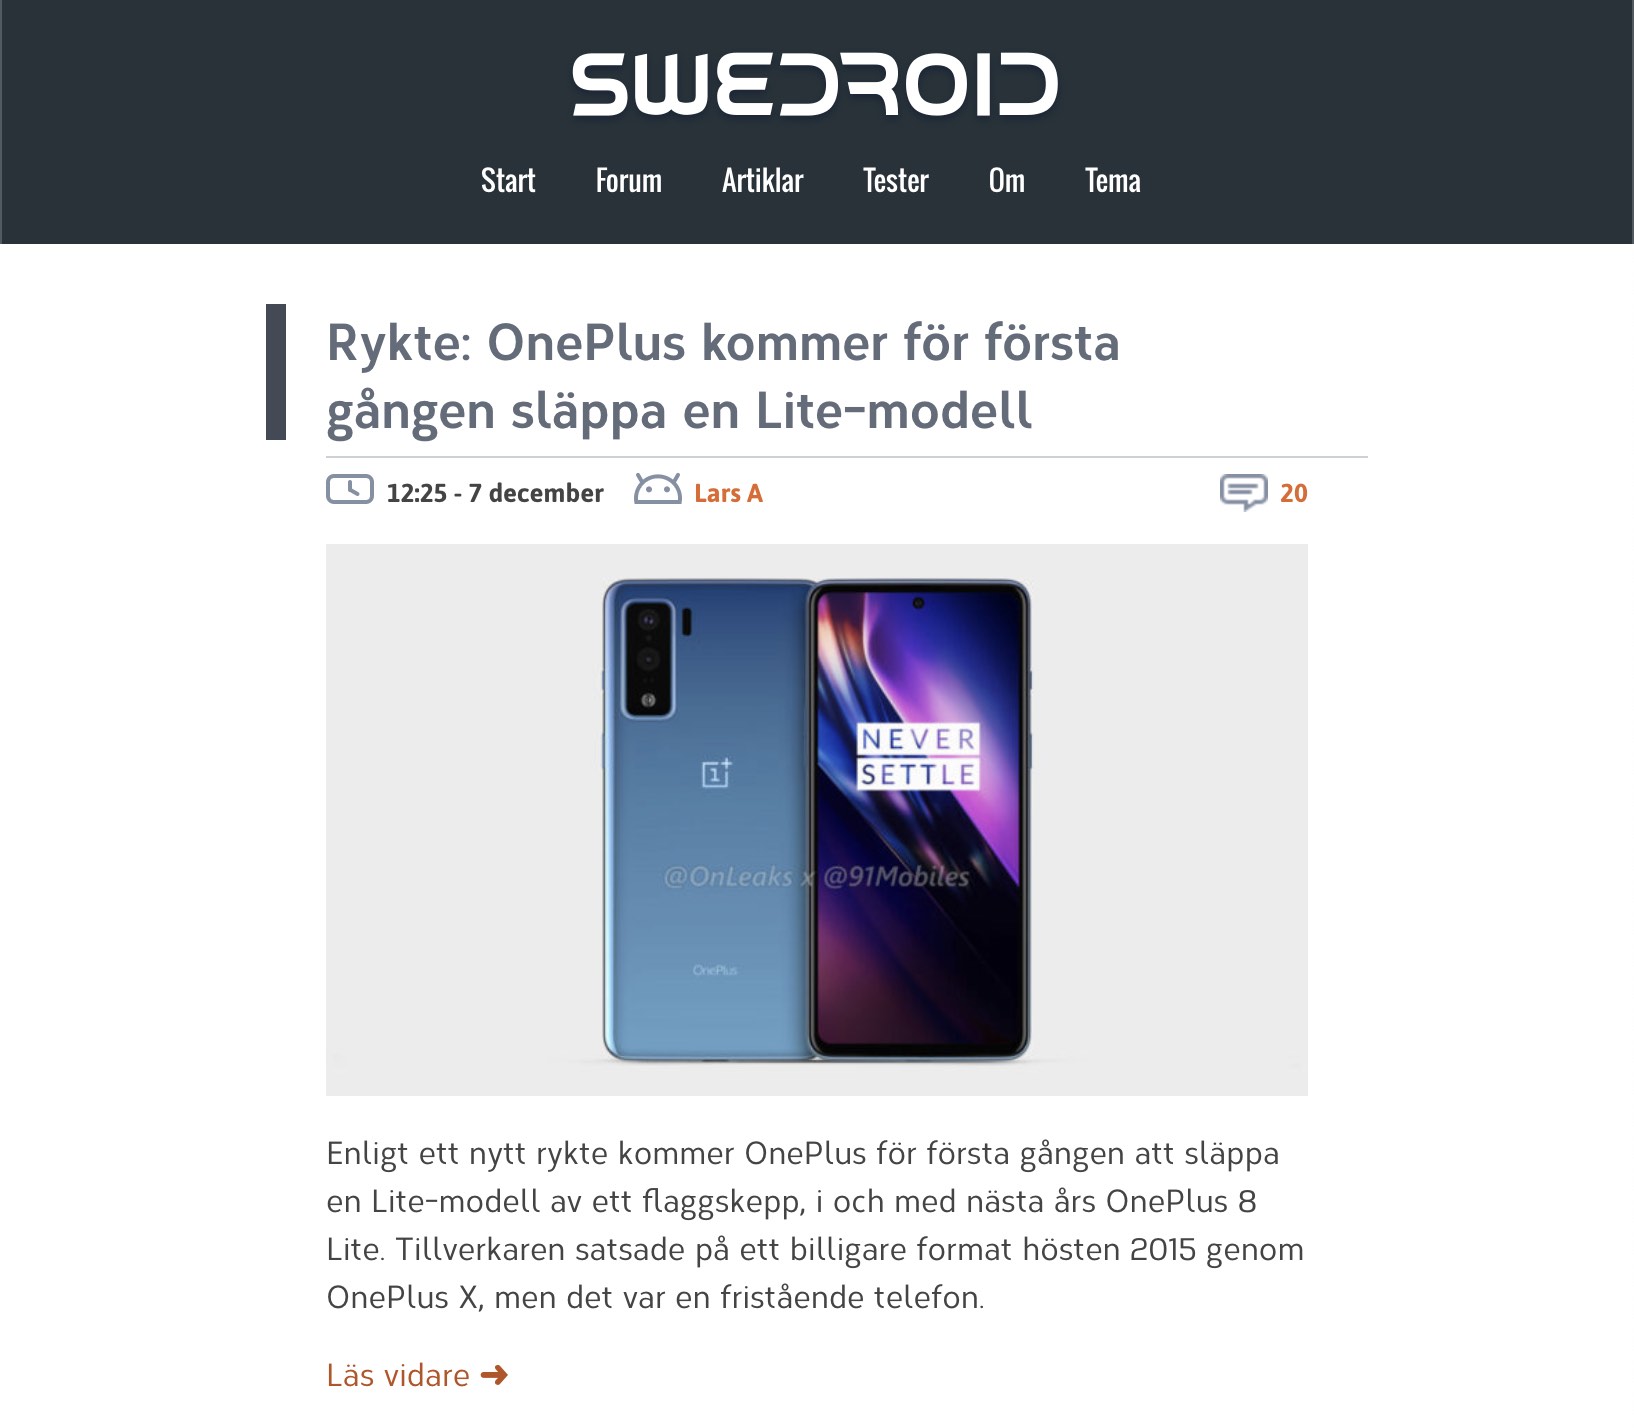 SWEDROID
Start Forum Artiklar Tester Om Tema
Rykte: OnePlus kommer för första
gången släppa en Lite-modell
12:25 - 7 december Lars A 20
NEVER
SETTLE
@OnLeaks x @91Mobiles
OnePlus
Enligt ett nytt rykte kommer OnePlus för första gången att släppa
en Lite-modell av ett flaggskepp, i och med nästa års OnePlus 8
Lite. Tillverkaren satsade på ett billigare format hösten 2015 genom
OnePlus X, men det var en fristående telefon.
Läs vidare ➜